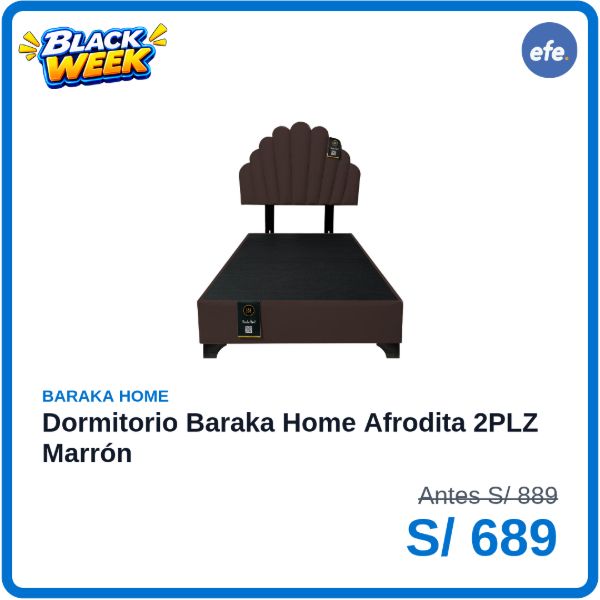 BLACK
WEEK
efe.
BARAKA HOME
Dormitorio Baraka Home Afrodita 2PLZ
Marrón
Antes S/ 889
S/ 689